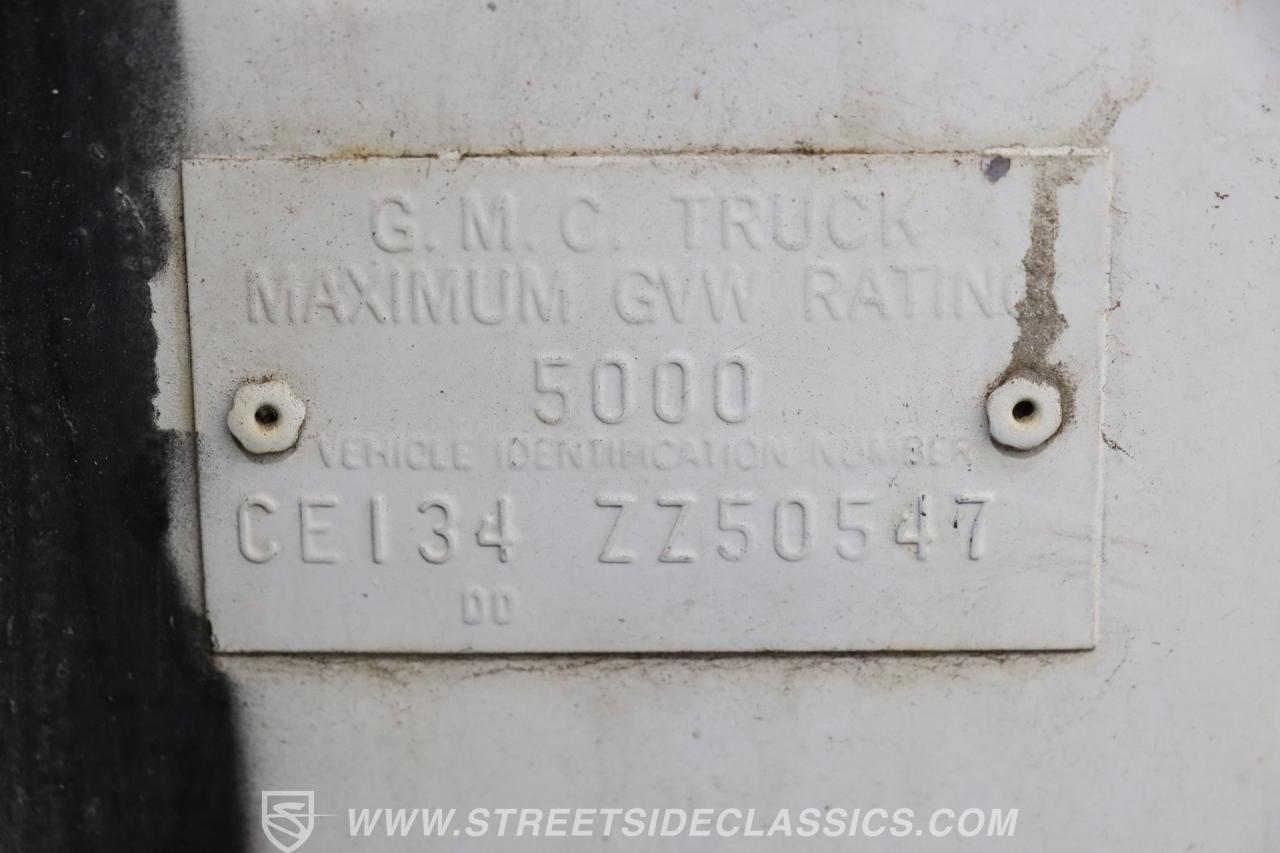 G. M. C. TRUCK
MAXIMUM GVW RATING
5000
VEHICLE IDENTIFICATION NUMBER
CE134 ZZ50547
DD
WWW.STREETSIDECLASSICS.COM